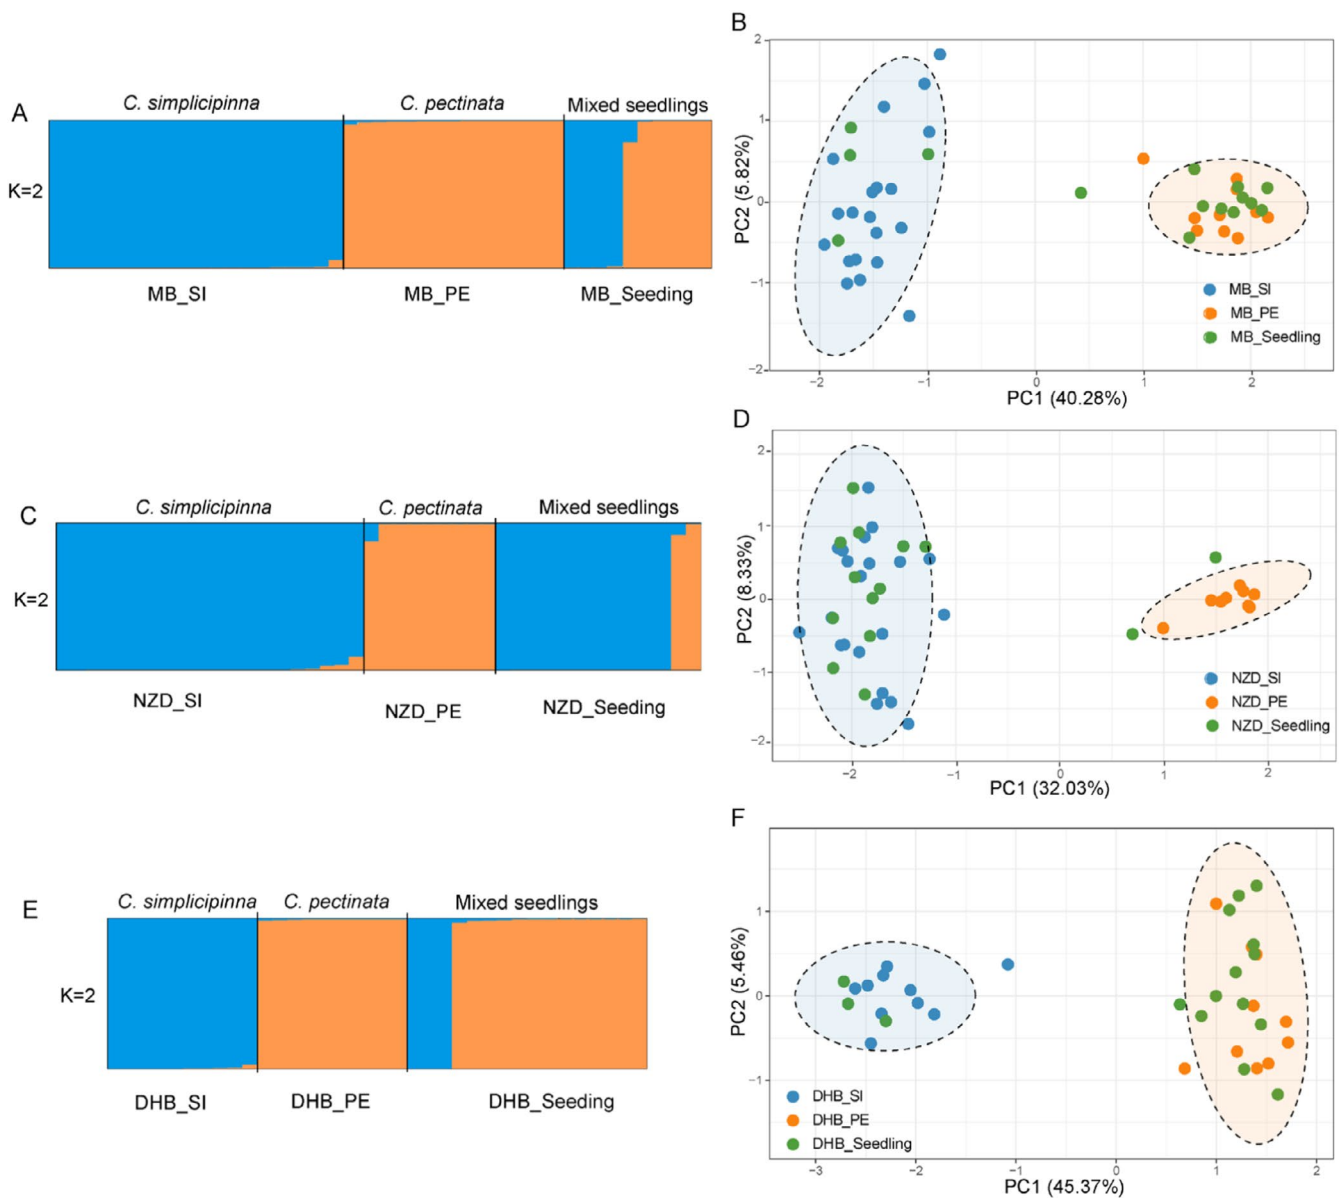 A
C. simplicipinna C. pectinata Mixed seedlings
K=2
MB_SI MB_PE MB_Seeding
B
2
1
0
−1
−2
PC2 (5.82%)
−2 −1 0 1 2
PC1 (40.28%)
MB_SI
MB_PE
MB_Seedling
C
C. simplicipinna C. pectinata Mixed seedlings
K=2
NZD_SI NZD_PE NZD_Seeding
D
2
1
0
−1
−2
PC2 (8.33%)
−2 −1 0 1 2
PC1 (32.03%)
NZD_SI
NZD_PE
NZD_Seedling
E
C. simplicipinna C. pectinata Mixed seedlings
K=2
DHB_SI DHB_PE DHB_Seeding
F
1
0
−1
PC2 (5.46%)
−3 −2 −1 0 1 2
PC1 (45.37%)
DHB_SI
DHB_PE
DHB_Seedling